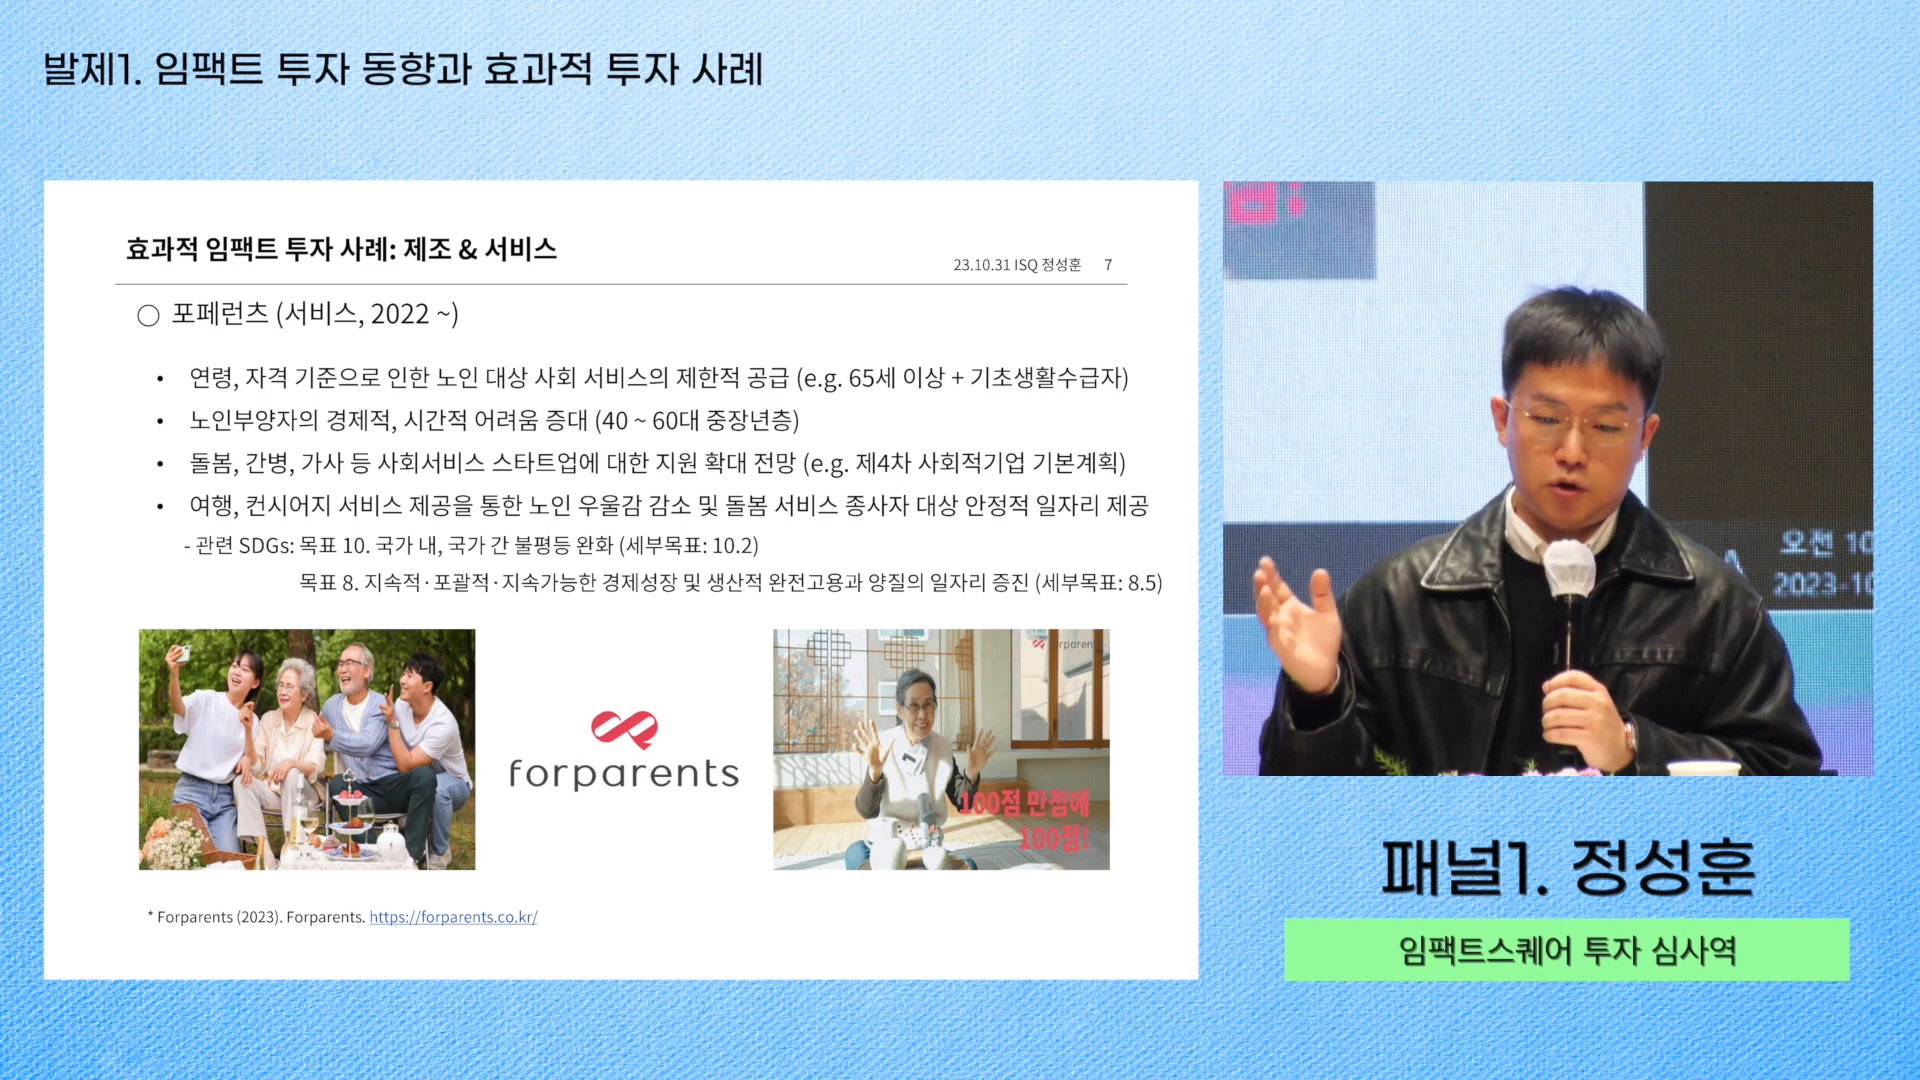 발제1. 임팩트 투자 동향과 효과적 투자 사례
효과적 임팩트 투자 사례: 제조 & 서비스
23.10.31 ISQ 정성훈 7
○ 포페런츠 (서비스, 2022 ~)
• 연령, 자격 기준으로 인한 노인 대상 사회 서비스의 제한적 공급 (e.g. 65세 이상 + 기초생활수급자)
• 노인부양자의 경제적, 시간적 어려움 증대 (40 ~ 60대 중장년층)
• 돌봄, 간병, 가사 등 사회서비스 스타트업에 대한 지원 확대 전망 (e.g. 제4차 사회적기업 기본계획)
• 여행, 컨시어지 서비스 제공을 통한 노인 우울감 감소 및 돌봄 서비스 종사자 대상 안정적 일자리 제공
- 관련 SDGs: 목표 10. 국가 내, 국가 간 불평등 완화 (세부목표: 10.2)
목표 8. 지속적·포괄적·지속가능한 경제성장 및 생산적 완전고용과 양질의 일자리 증진 (세부목표: 8.5)
forparents
100점 만점에
100점!
* Forparents (2023). Forparents. https://forparents.co.kr/
오전 10
2023-10
패널1. 정성훈
임팩트스퀘어 투자 심사역